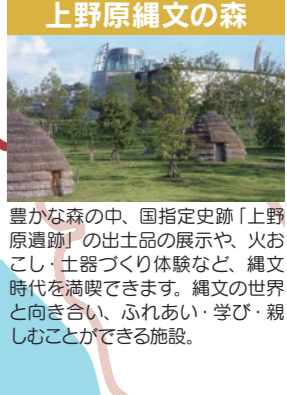 上野原縄文の森
豊かな森の中、国指定史跡「上野
原遺跡」の出土品の展示や、火お
こし・土器づくり体験など、縄文
時代を満喫できます。縄文の世界
と向き合い、ふれあい・学び・親
しむことができる施設。